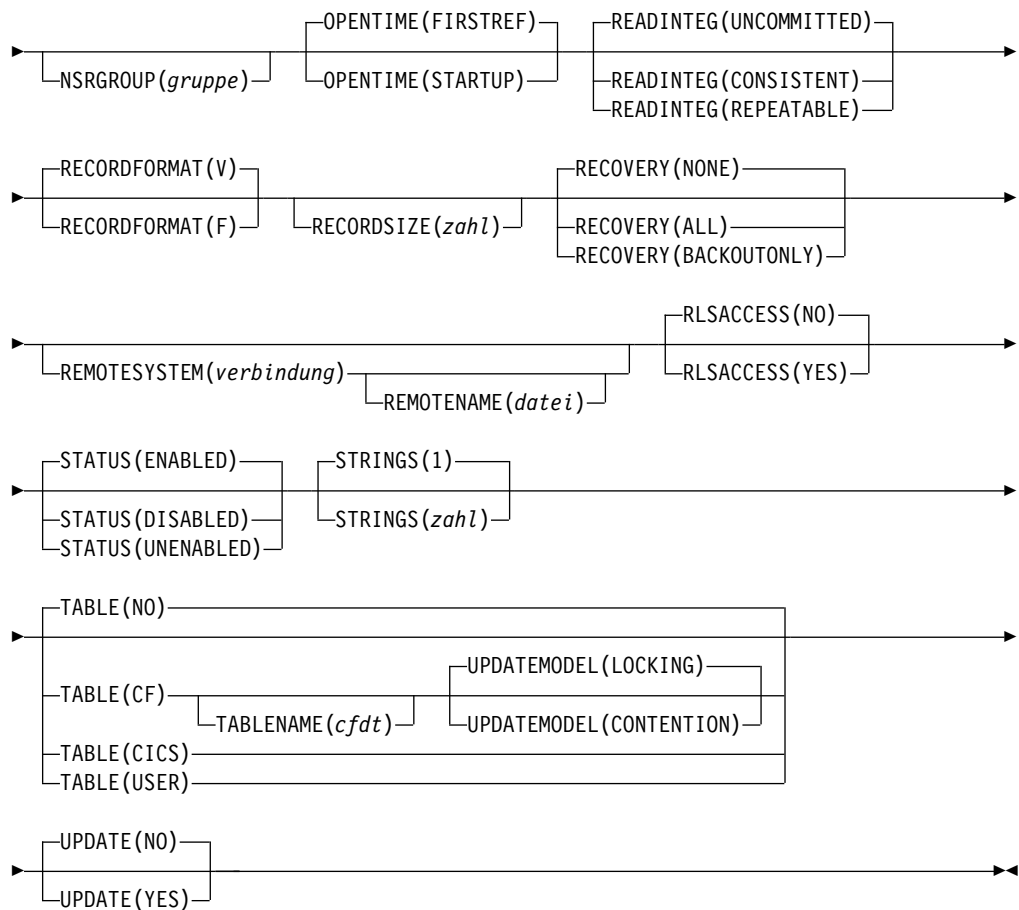 OPENTIME(FIRSTREF) READINTEG(UNCOMMITTED)
NSRGROUP(gruppe) OPENTIME(STARTUP) READINTEG(CONSISTENT)
READINTEG(REPEATABLE)
RECORDFORMAT(V) RECOVERY(NONE)
RECORDFORMAT(F) RECORDSIZE(zahl) RECOVERY(ALL)
RECOVERY(BACKOUTONLY)
RLSACCESS(NO)
REMOTESYSTEM(verbindung) RLSACCESS(YES)
REMOTENAME(datei)
STATUS(ENABLED) STRINGS(1)
STATUS(DISABLED) STRINGS(zahl)
STATUS(UNENABLED)
TABLE(NO)
UPDATEMODEL(LOCKING)
TABLE(CF)
TABLENAME(cfdt) UPDATEMODEL(CONTENTION)
TABLE(CICS)
TABLE(USER)
UPDATE(NO)
UPDATE(YES)